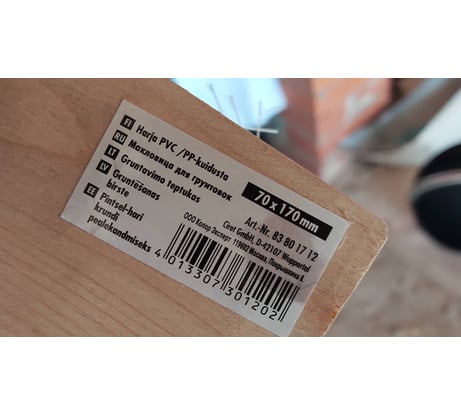 FI Harja PVC /PP-kuidusta
RU Макловица для грунтовок
LT Gruntavimo teptukas
LV Gruntēšanas
birste
EE Pintsel-hari
krundi
pealekandmiseks
70 x 170 mm
Art.-Nr. 83 80 17 12
Ciret GmbH, D-42107 Wuppertal
ООО Колор Эксперт, 119602 Москва, Покрышкина 8
4 013307 301202